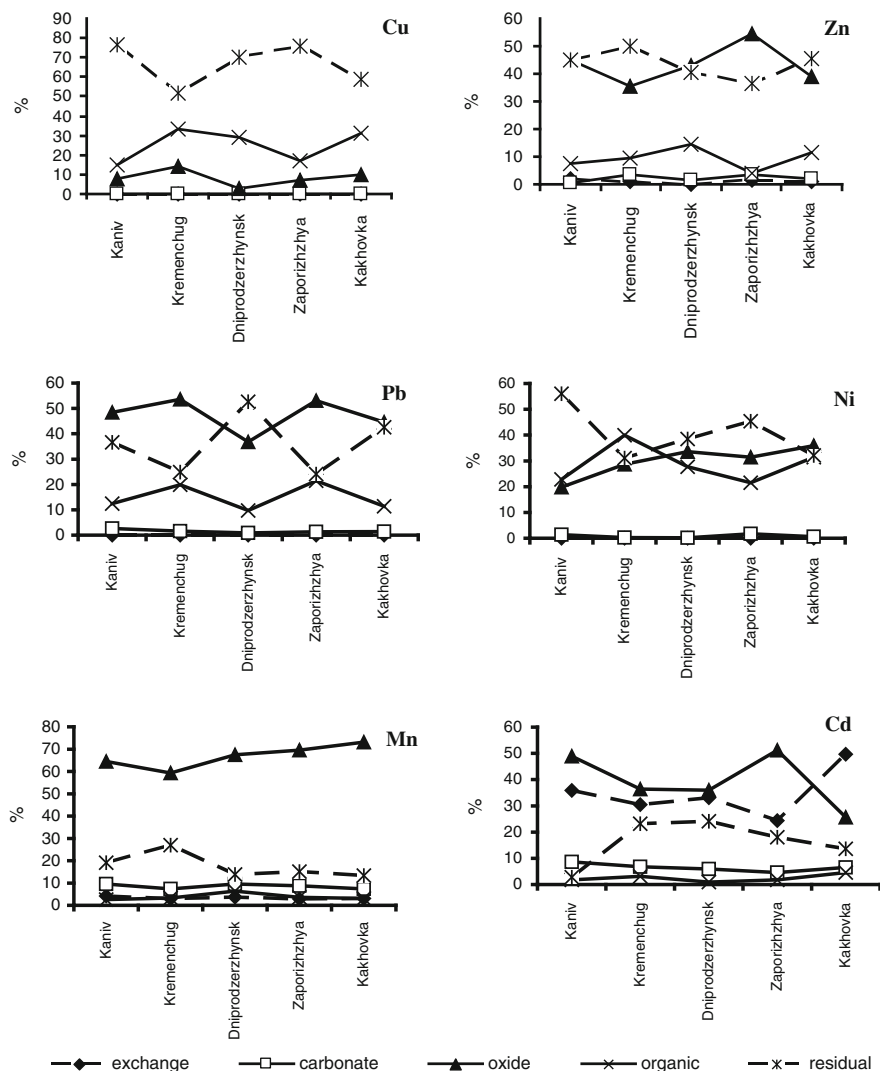 Cu
90
80
70
60
50
40
30
20
10
0
%
Kaniv
Kremenchug
Dniprodzerzhynsk
Zaporizhzhya
Kakhovka
Zn
60
50
40
30
20
10
0
%
Kaniv
Kremenchug
Dniprodzerzhynsk
Zaporizhzhya
Kakhovka
Pb
60
50
40
30
20
10
0
%
Kaniv
Kremenchug
Dniprodzerzhynsk
Zaporizhzhya
Kakhovka
Ni
60
50
40
30
20
10
0
%
Kaniv
Kremenchug
Dniprodzerzhynsk
Zaporizhzhya
Kakhovka
Mn
80
70
60
50
40
30
20
10
0
%
Kaniv
Kremenchug
Dniprodzerzhynsk
Zaporizhzhya
Kakhovka
Cd
60
50
40
30
20
10
0
%
Kaniv
Kremenchug
Dniprodzerzhynsk
Zaporizhzhya
Kakhovka
exchange carbonate oxide organic residual